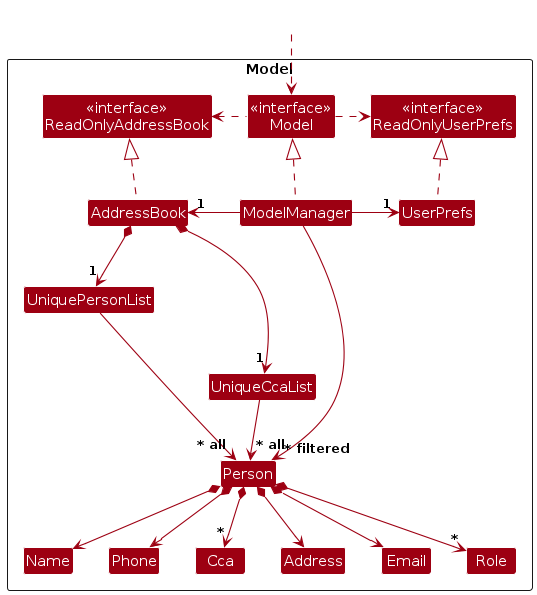 Model
«interface»
ReadOnlyAddressBook
«interface»
Model
«interface»
ReadOnlyUserPrefs
AddressBook
1
ModelManager
1
UserPrefs
1
UniquePersonList
1
UniqueCcaList
* all
* all
* filtered
Person
*
*
Name
Phone
Cca
Address
Email
Role